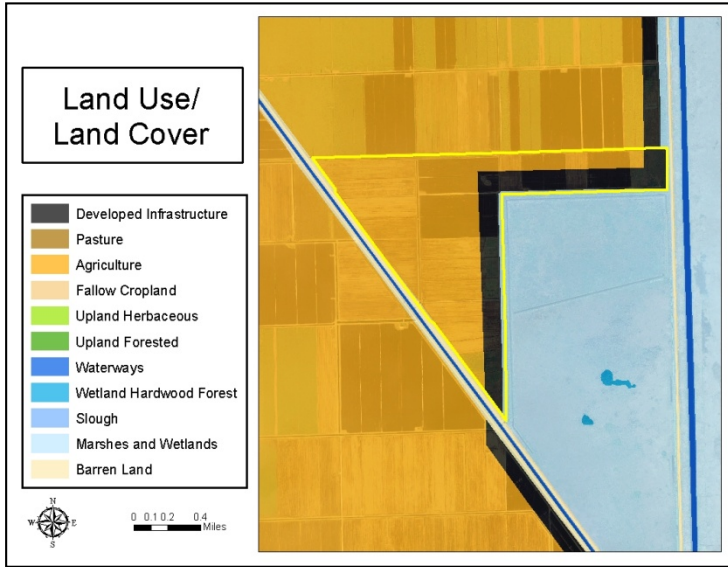 Land Use/
Land Cover
Developed Infrastructure
Pasture
Agriculture
Fallow Cropland
Upland Herbaceous
Upland Forested
Waterways
Wetland Hardwood Forest
Slough
Marshes and Wetlands
Barren Land
N
W E
S
0 0.1 0.2 0.4
Miles